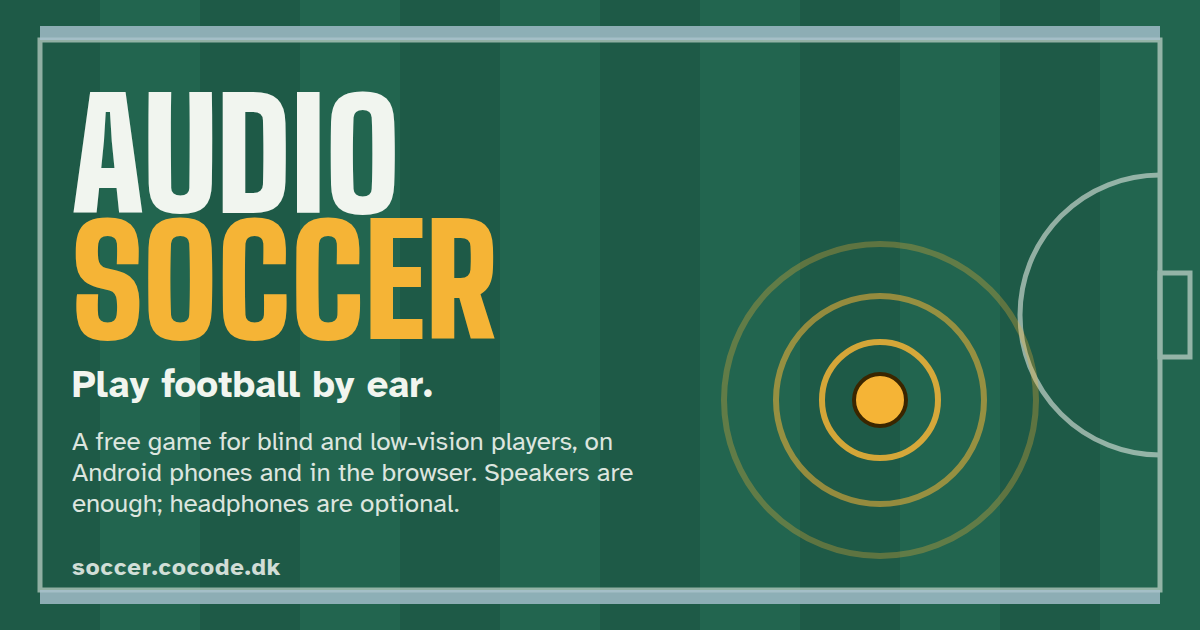 AUDIO
SOCCER
Play football by ear.
A free game for blind and low-vision players, on
Android phones and in the browser. Speakers are
enough; headphones are optional.
soccer.cocode.dk